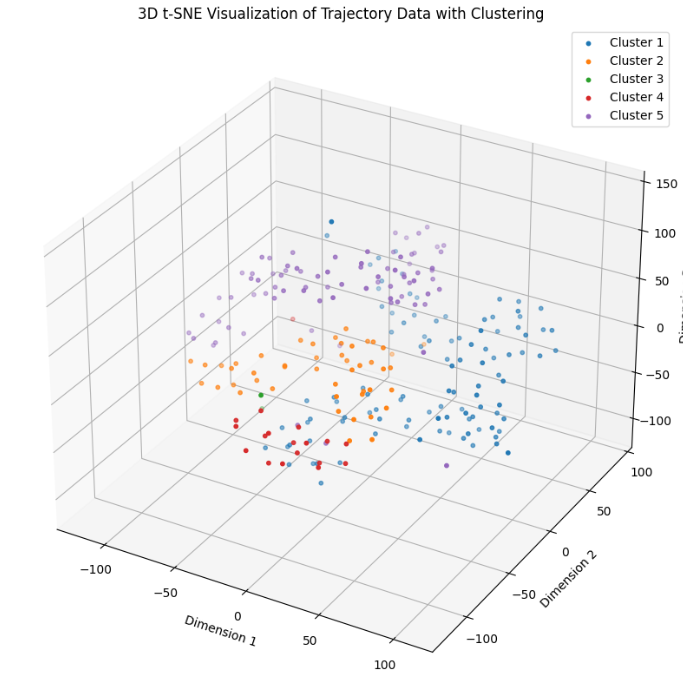 3D t-SNE Visualization of Trajectory Data with Clustering
Cluster 1
Cluster 2
Cluster 3
Cluster 4
Cluster 5
150
100
50
0
−50
−100
100
50
0
−50
−100
Dimension 2
−100
−50
0
50
100
Dimension 1